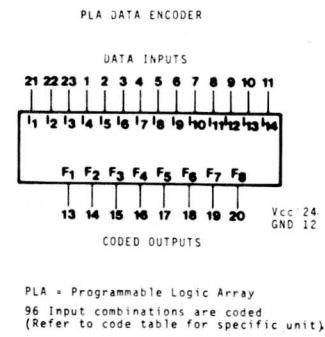 PLA DATA ENCODER
DATA INPUTS
21 22 23 1 2 3 4 5 6 7 8 9 10 11
I1 I2 I3 I4 I5 I6 I7 I8 I9 I10 I11 I12 I13 I14
F1 F2 F3 F4 F5 F6 F7 F8
13 14 15 16 17 18 19 20
Vcc 24
GND 12
CODED OUTPUTS
PLA = Programmable Logic Array
96 Input combinations are coded
(Refer to code table for specific unit)